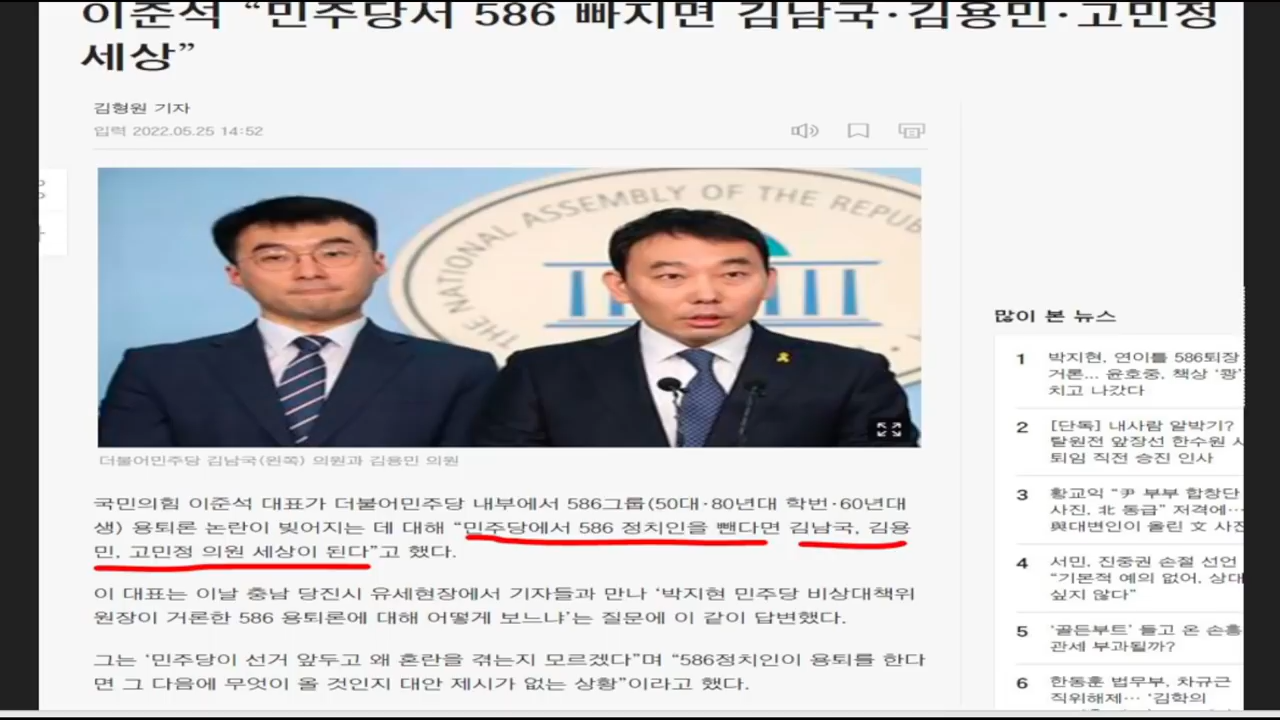 이준석 “민주당서 586 빠지면 김남국·김용민·고민정
세상”
김형원 기자
입력 2022.05.25 14:52
THE NATIONAL ASSEMBLY OF THE REPUB
더불어민주당 김남국(왼쪽) 의원과 김용민 의원
국민의힘 이준석 대표가 더불어민주당 내부에서 586그룹(50대·80년대 학번·60년대
생) 용퇴론 논란이 빚어지는 데 대해 “민주당에서 586 정치인을 뺀다면 김남국, 김용
민, 고민정 의원 세상이 된다”고 했다.
이 대표는 이날 충남 당진시 유세현장에서 기자들과 만나 ‘박지현 민주당 비상대책위
원장이 거론한 586 용퇴론에 대해 어떻게 보느냐’는 질문에 이 같이 답변했다.
그는 ‘민주당이 선거 앞두고 왜 혼란을 겪는지 모르겠다”며 “586정치인이 용퇴를 한다
면 그 다음에 무엇이 올 것인지 대안 제시가 없는 상황”이라고 했다.
많이 본 뉴스
1 박지현, 연이틀 586퇴장
거론... 윤호중, 책상 ‘쾅’
치고 나갔다
2 [단독] 내사람 알박기?
탈원전 앞장선 한수원 사
퇴임 직전 승진 인사
3 황교익 “尹 부부 합창단
사진, 北 동급” 저격에…
與대변인이 올린 文 사진
4 서민, 진중권 손절 선언
“기본적 예의 없어, 상대
싶지 않다”
5 ‘골든부트’ 들고 온 손흥
관세 부과될까?
6 한동훈 법무부, 차규근
직위해제… ‘김학의